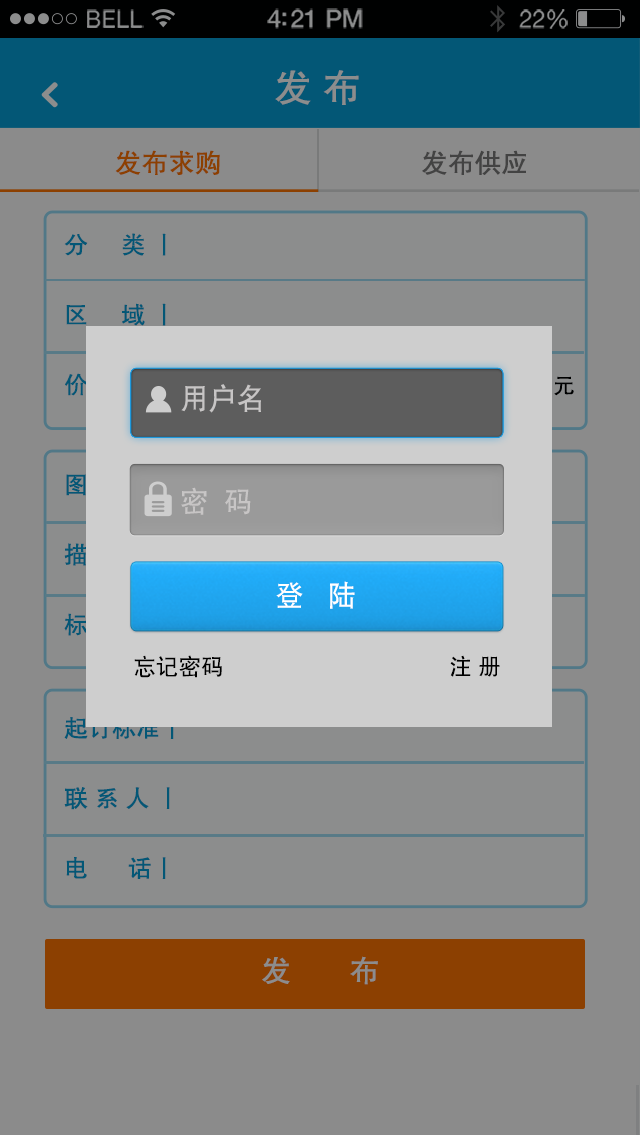 BELL 4:21 PM 22%
发布
发布求购 发布供应
分 类
区 域
价 元
用户名
图
密 码
描
登 陆
标
忘记密码 注 册
起订标准
联系人
电 话
发 布